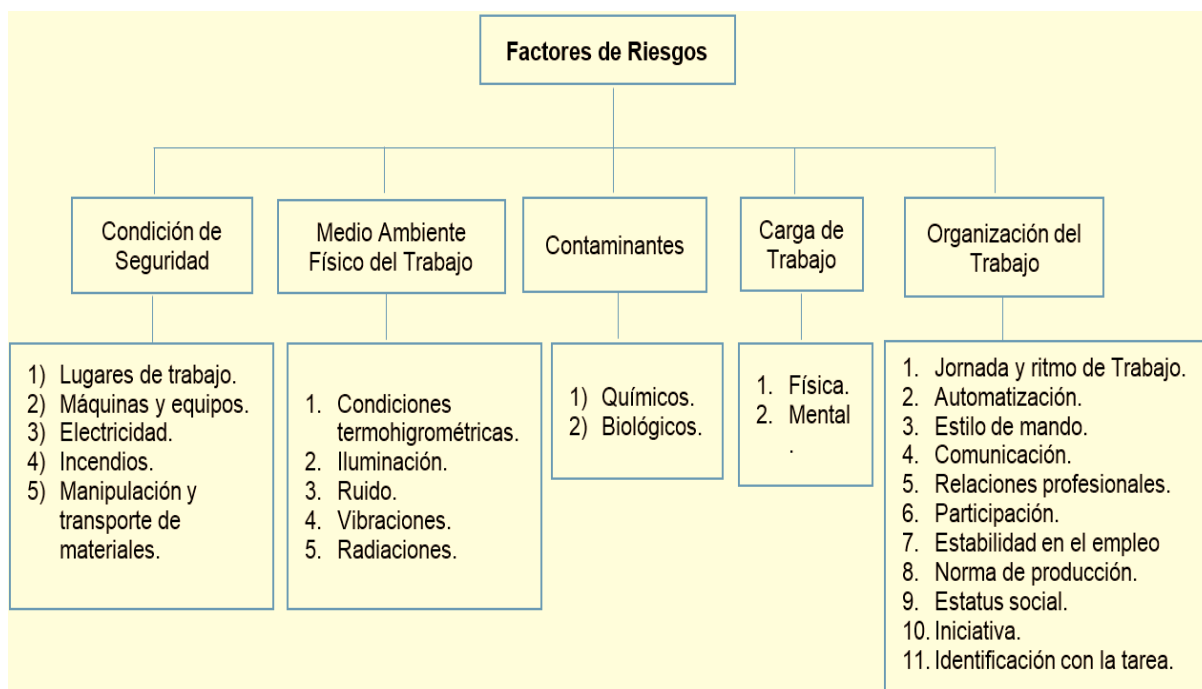 Factores de Riesgos
Condición de
Seguridad
Medio Ambiente
Físico del Trabajo
Contaminantes
Carga de
Trabajo
Organización del
Trabajo
1) Lugares de trabajo.
2) Máquinas y equipos.
3) Electricidad.
4) Incendios.
5) Manipulación y
transporte de
materiales.
1. Condiciones
termohigrométricas.
2. Iluminación.
3. Ruido.
4. Vibraciones.
5. Radiaciones.
1) Químicos.
2) Biológicos.
1. Física.
2. Mental
.
1. Jornada y ritmo de Trabajo.
2. Automatización.
3. Estilo de mando.
4. Comunicación.
5. Relaciones profesionales.
6. Participación.
7. Estabilidad en el empleo
8. Norma de producción.
9. Estatus social.
10. Iniciativa.
11. Identificación con la tarea.